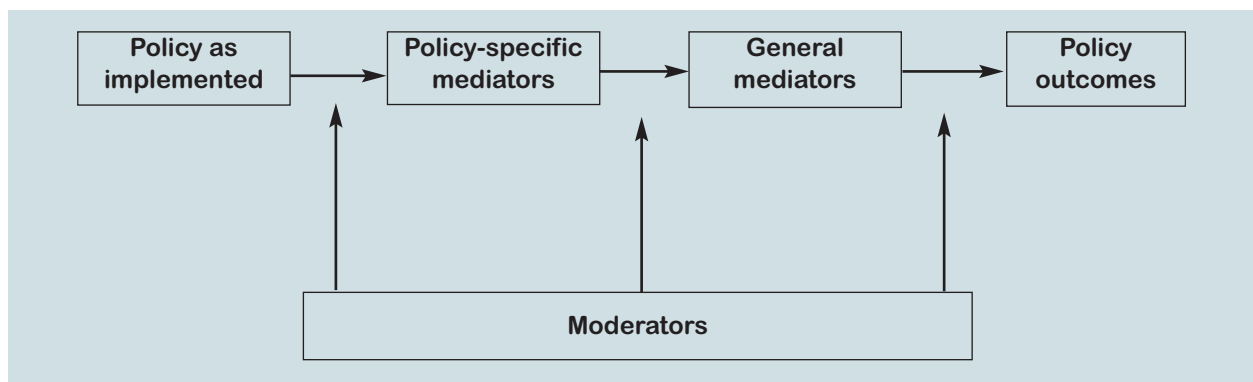 Policy as
implemented
Policy-specific
mediators
General
mediators
Policy
outcomes
Moderators